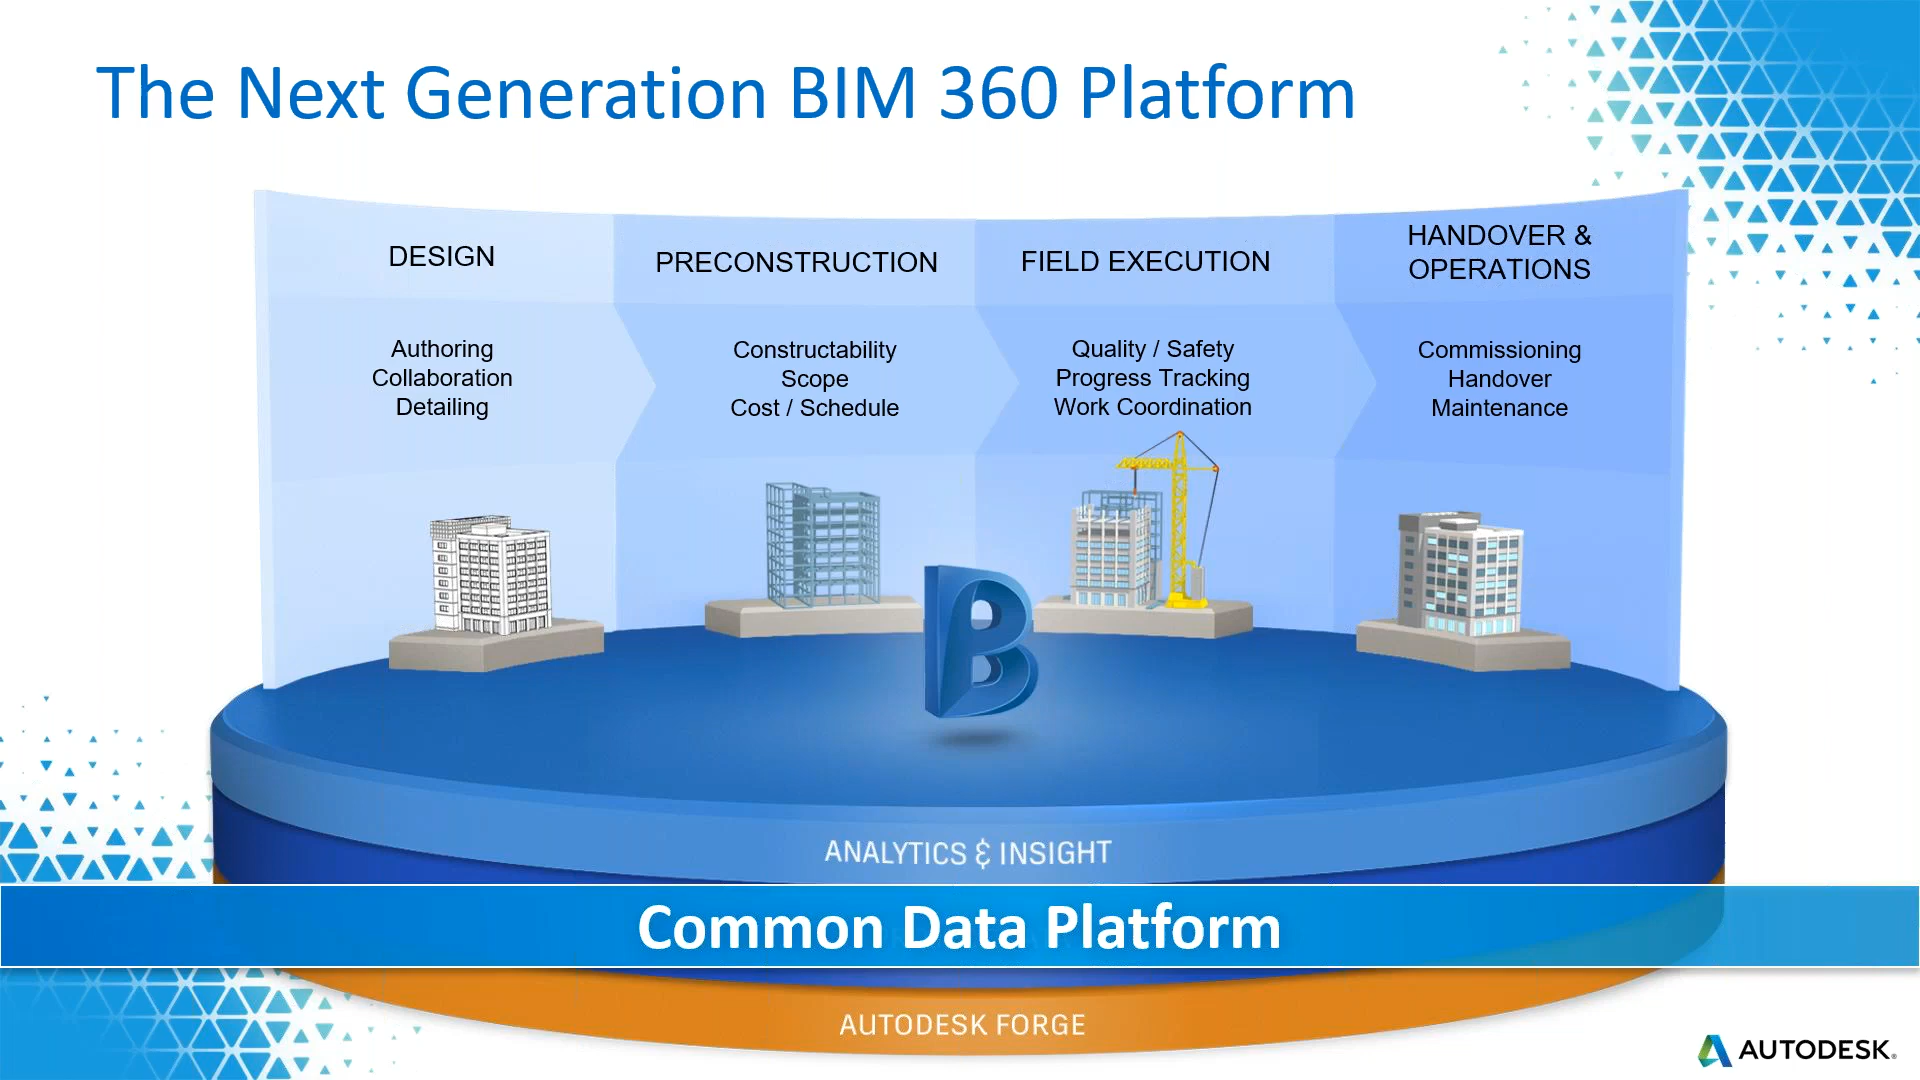 The Next Generation BIM 360 Platform
DESIGN
Authoring
Collaboration
Detailing
PRECONSTRUCTION
Constructability
Scope
Cost / Schedule
FIELD EXECUTION
Quality / Safety
Progress Tracking
Work Coordination
HANDOVER &
OPERATIONS
Commissioning
Handover
Maintenance
B
ANALYTICS & INSIGHT
Common Data Platform
AUTODESK FORGE
AUTODESK®